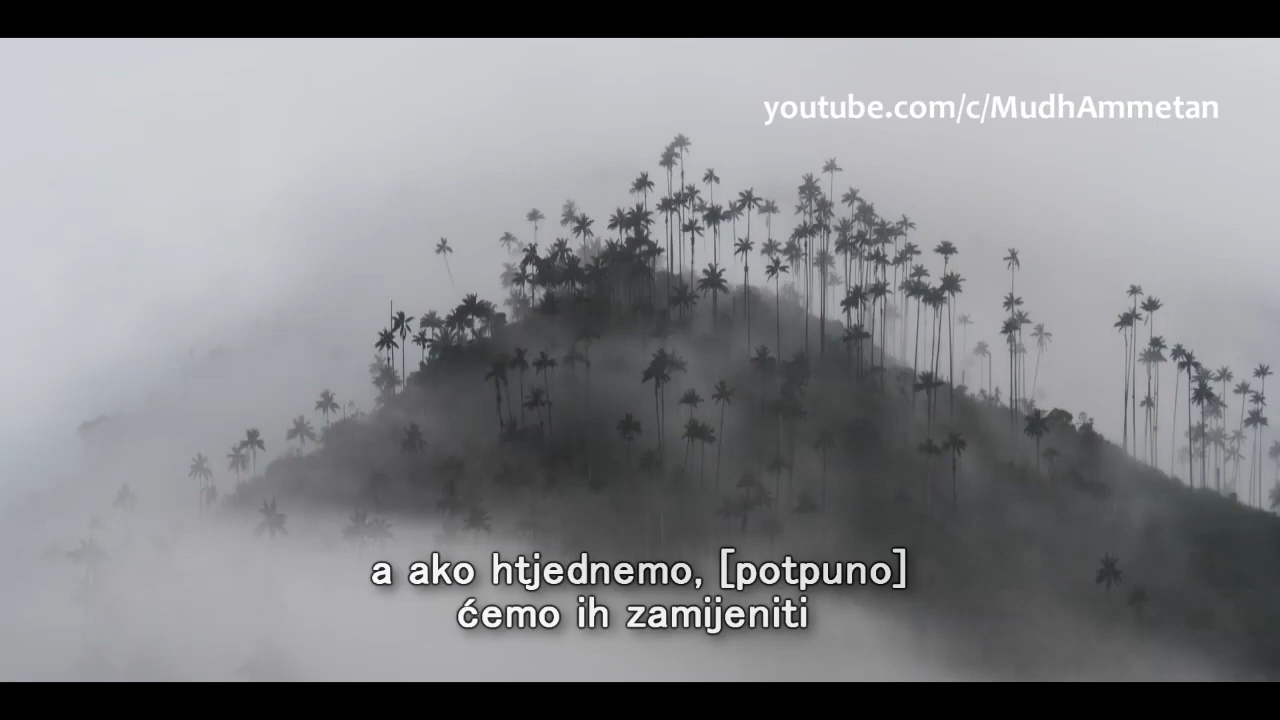 youtube.com/c/MudhAmmetan
a ako htjednemo, [potpuno]
ćemo ih zamijeniti